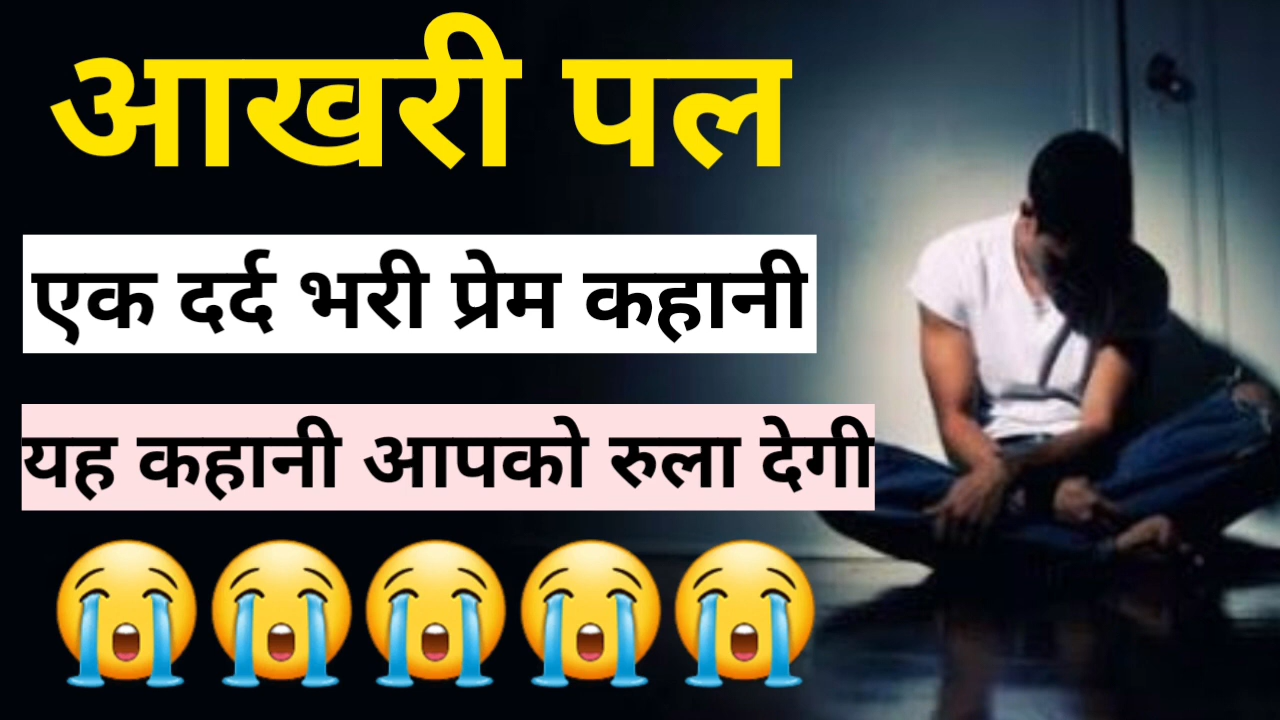 आखरी पल
एक दर्द भरी प्रेम कहानी
यह कहानी आपको रुला देगी